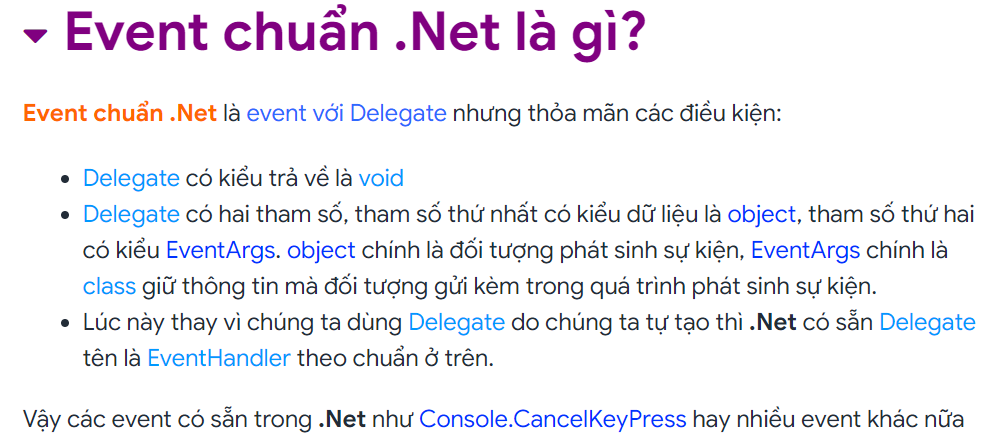 Event chuẩn .Net là gì?
Event chuẩn .Net là event với Delegate nhưng thỏa mãn các điều kiện:
Delegate có kiểu trả về là void
Delegate có hai tham số, tham số thứ nhất có kiểu dữ liệu là object, tham số thứ hai
có kiểu EventArgs. object chính là đối tượng phát sinh sự kiện, EventArgs chính là
class giữ thông tin mà đối tượng gửi kèm trong quá trình phát sinh sự kiện.
Lúc này thay vì chúng ta dùng Delegate do chúng ta tự tạo thì .Net có sẵn Delegate
tên là EventHandler theo chuẩn ở trên.
Vậy các event có sẵn trong .Net như Console.CancelKeyPress hay nhiều event khác nữa